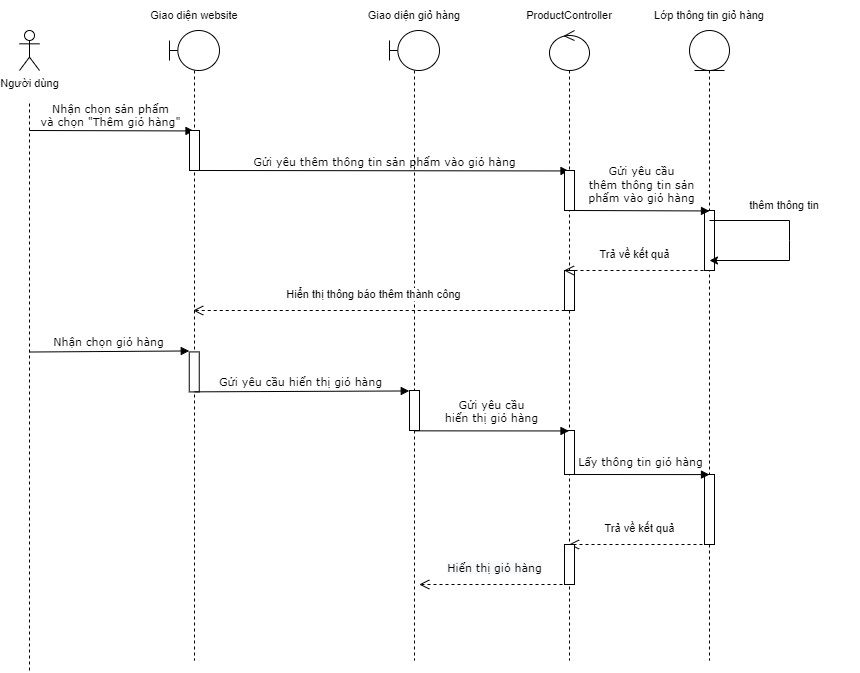 Giao diện website
Giao diện giỏ hàng
ProductController
Lớp thông tin giỏ hàng
Người dùng
Nhận chọn sản phẩm
và chọn "Thêm giỏ hàng"
Gửi yêu thêm thông tin sản phẩm vào giỏ hàng
Gửi yêu cầu
thêm thông tin sản
phẩm vào giỏ hàng
thêm thông tin
Trả về kết quả
Hiển thị thông báo thêm thành công
Nhận chọn giỏ hàng
Gửi yêu cầu hiển thị giỏ hàng
Gửi yêu cầu
hiển thị giỏ hàng
Lấy thông tin giỏ hàng
Trả về kết quả
Hiển thị giỏ hàng